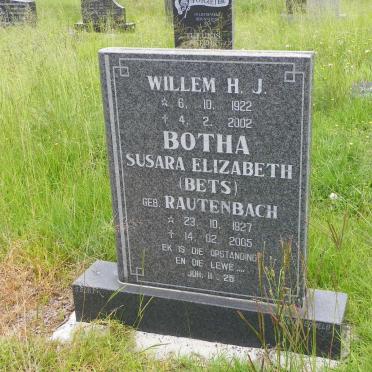 WILLEM H. J.
☆ 6. 10. 1922
✝ 4. 2. 2002
BOTHA
SUSARA ELIZABETH
(BETS)
GEB. RAUTENBACH
☆ 23. 10. 1927
✝ 14. 02. 2005
EK IS DIE OPSTANDING
EN DIE LEWE....
JOH. 11 : 25